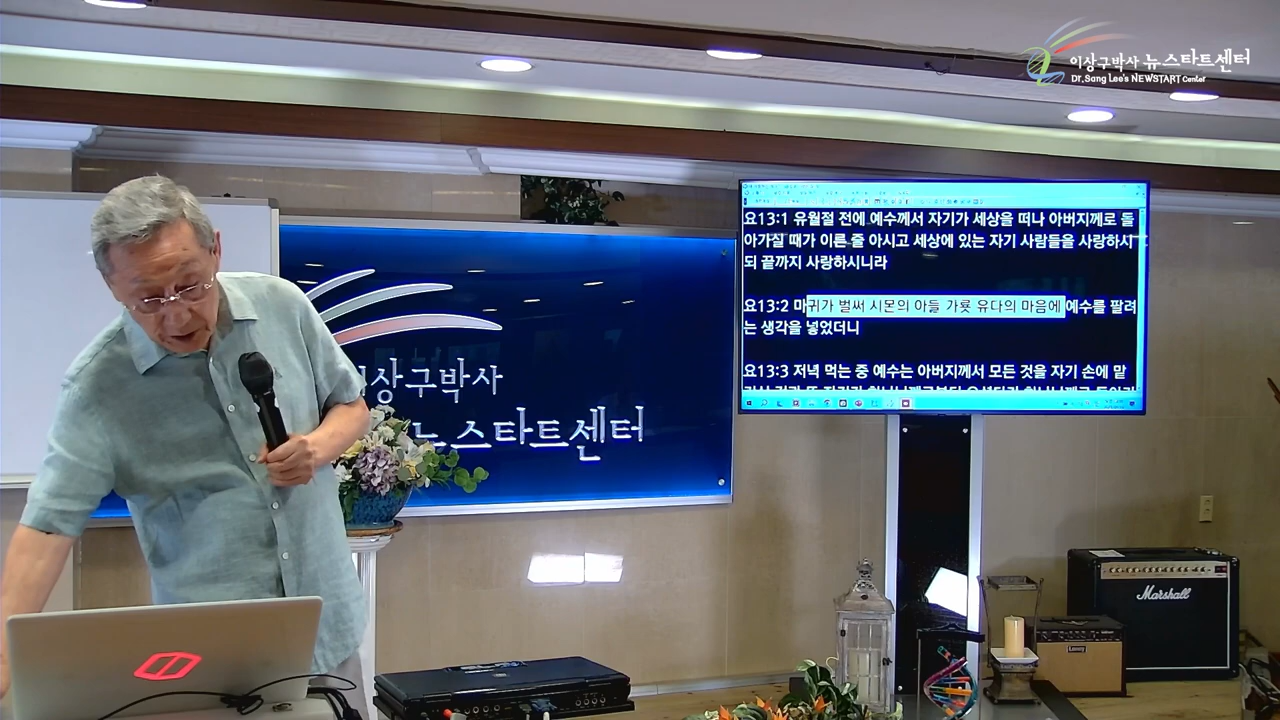 이상구박사 뉴스타트센터
Dr. Sang Lee's NEWSTART Center
요13:1 유월절 전에 예수께서 자기가 세상을 떠나 아버지께로 돌
아가실 때가 이른 줄 아시고 세상에 있는 자기 사람들을 사랑하시
되 끝까지 사랑하시니라
요13:2 마귀가 벌써 시몬의 아들 가룟 유다의 마음에 예수를 팔려
는 생각을 넣었더니
요13:3 저녁 먹는 중 예수는 아버지께서 모든 것을 자기 손에 맡
이상구박사
뉴스타트센터
Marshall
Laney